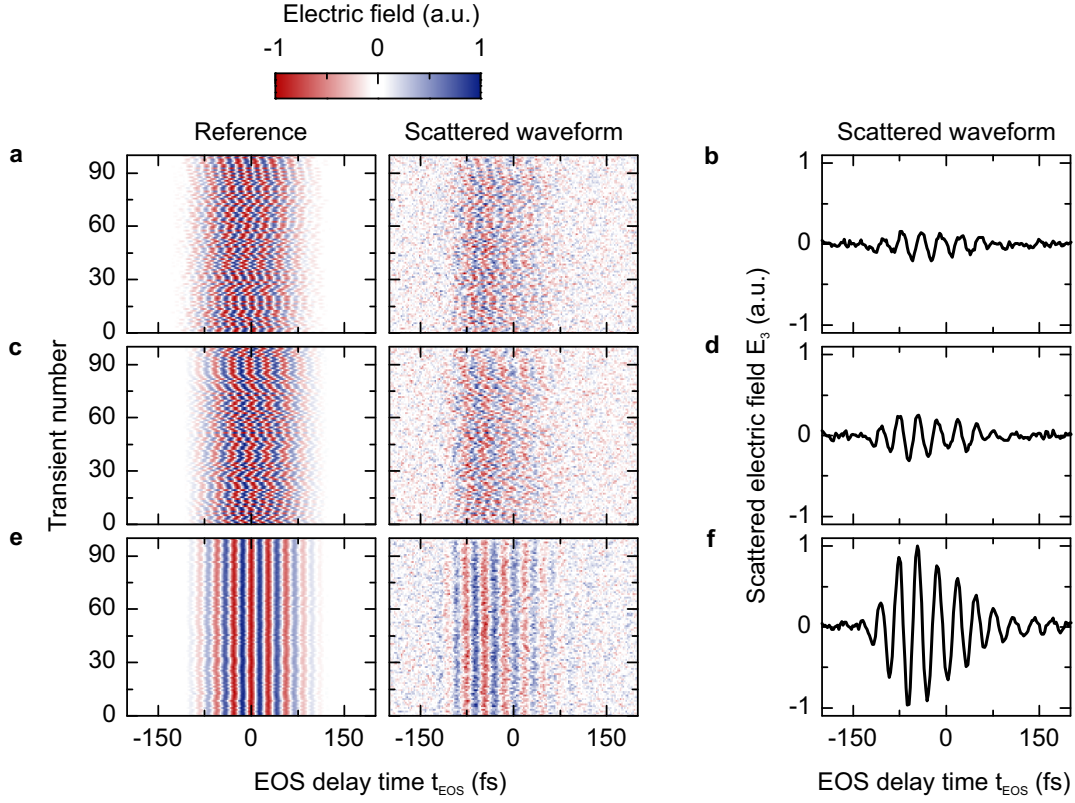 Electric field (a.u.)
-1 0 1
Reference Scattered waveform Scattered waveform
a
90
60
30
0
b
1
0
-1
c
90
60
30
0
d
1
0
-1
e
90
60
30
0
f
1
0
-1
Transient number
Scattered electric field E₃ (a.u.)
-150 0 150 -150 0 150 -150 0 150
EOS delay time tEOS (fs) EOS delay time tEOS (fs)